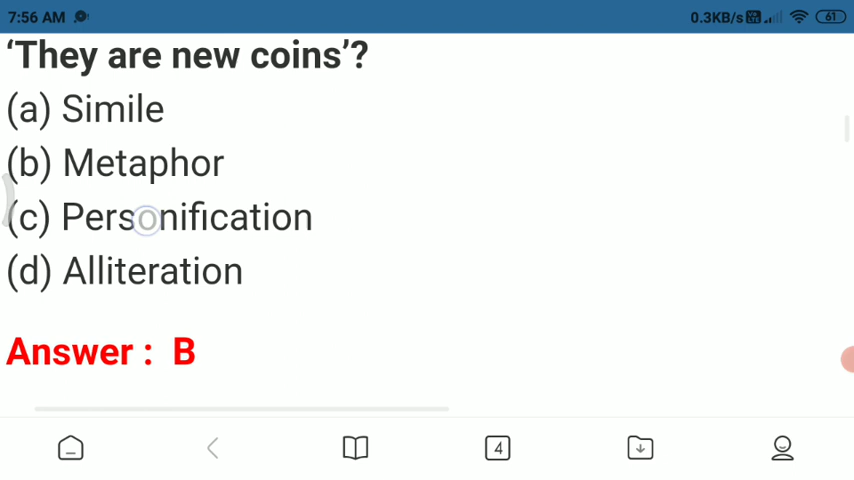 7:56 AM
0.3KB/s 61
‘They are new coins’?
(a) Simile
(b) Metaphor
(c) Personification
(d) Alliteration
Answer : B
4